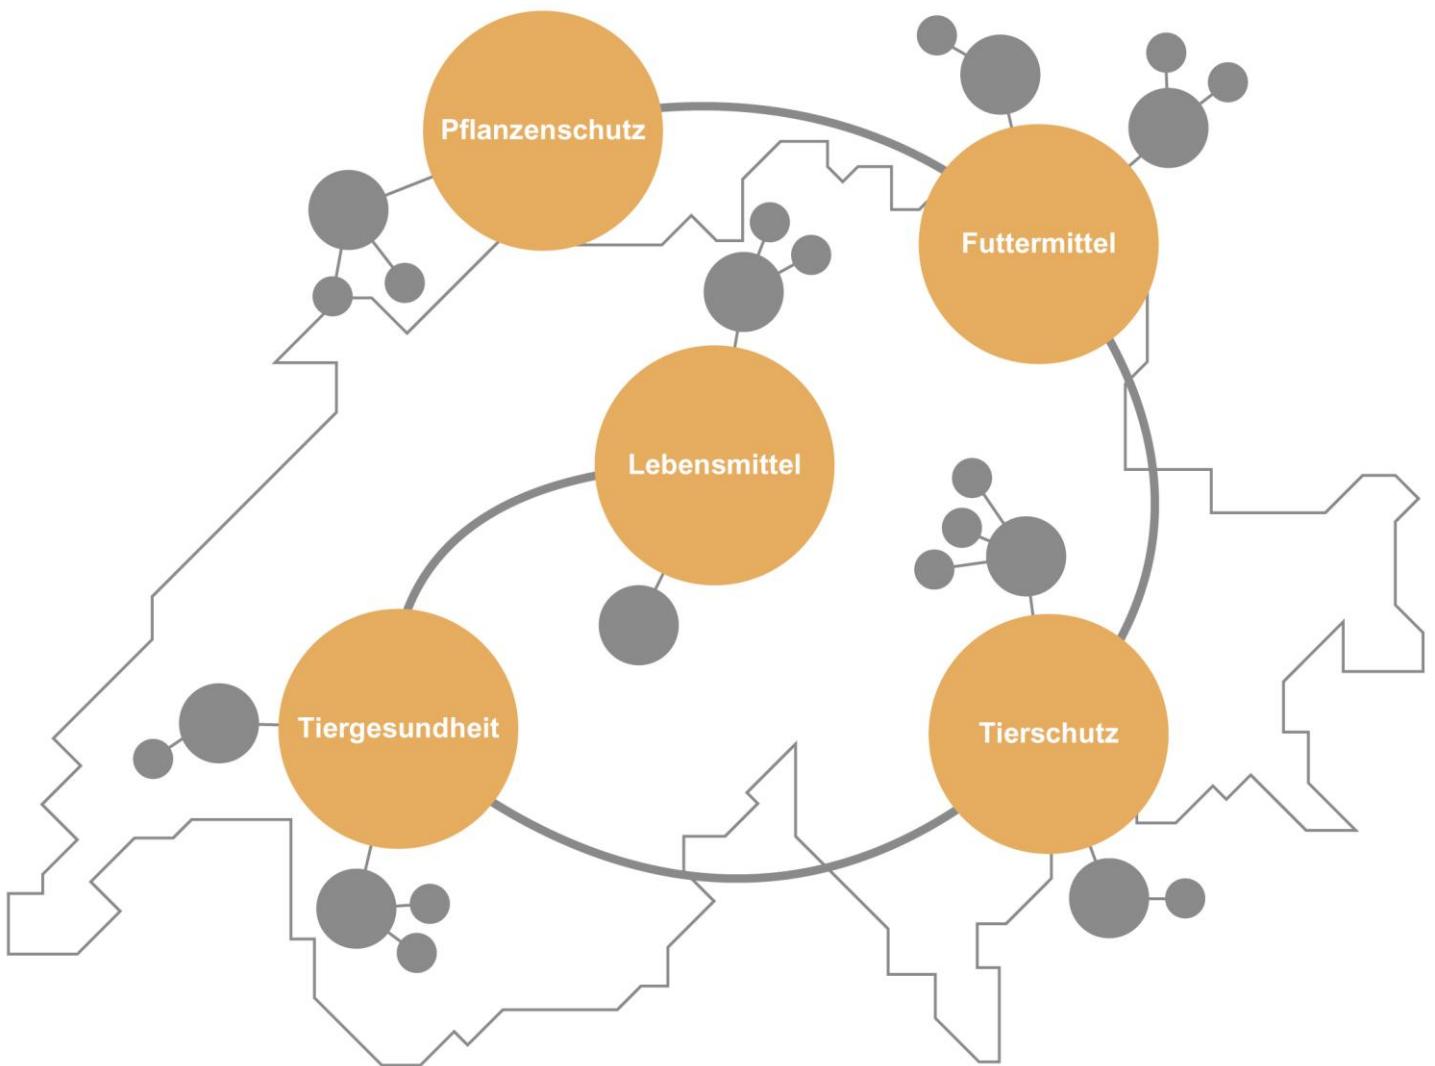 Pflanzenschutz
Futtermittel
Lebensmittel
Tiergesundheit
Tierschutz